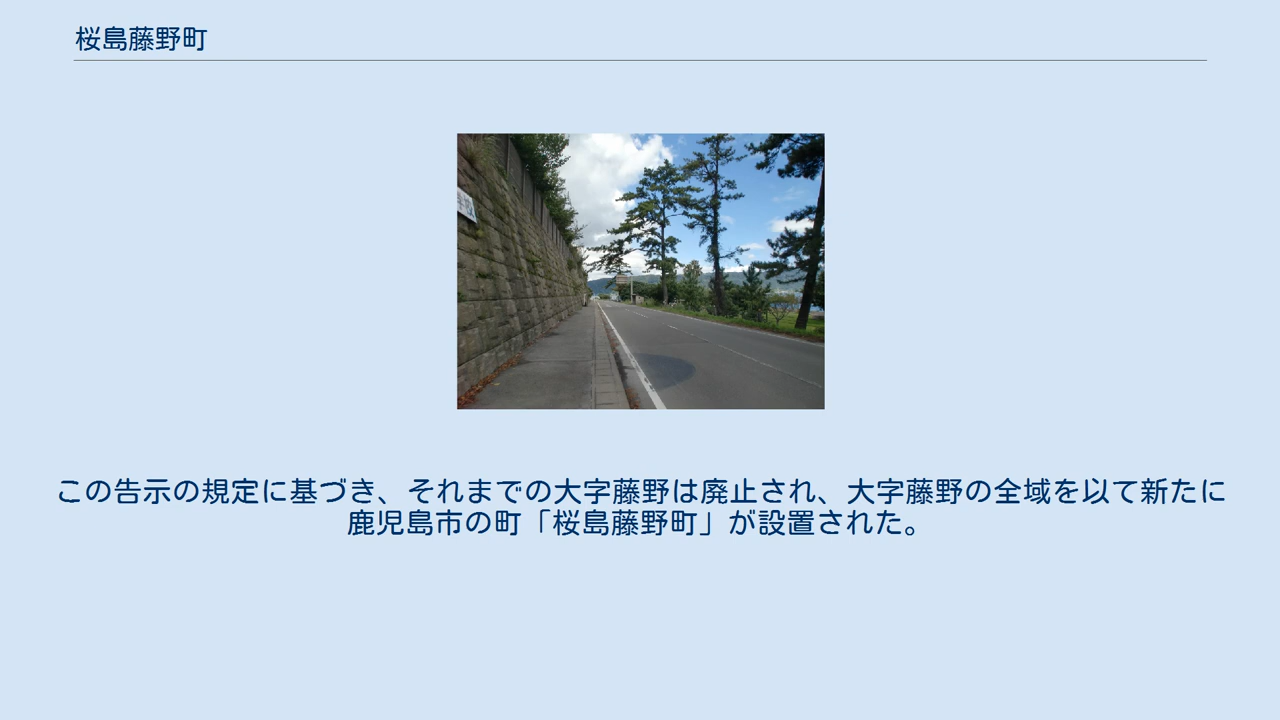 桜島藤野町
この告示の規定に基づき、それまでの大字藤野は廃止され、大字藤野の全域を以て新たに
鹿児島市の町「桜島藤野町」が設置された。